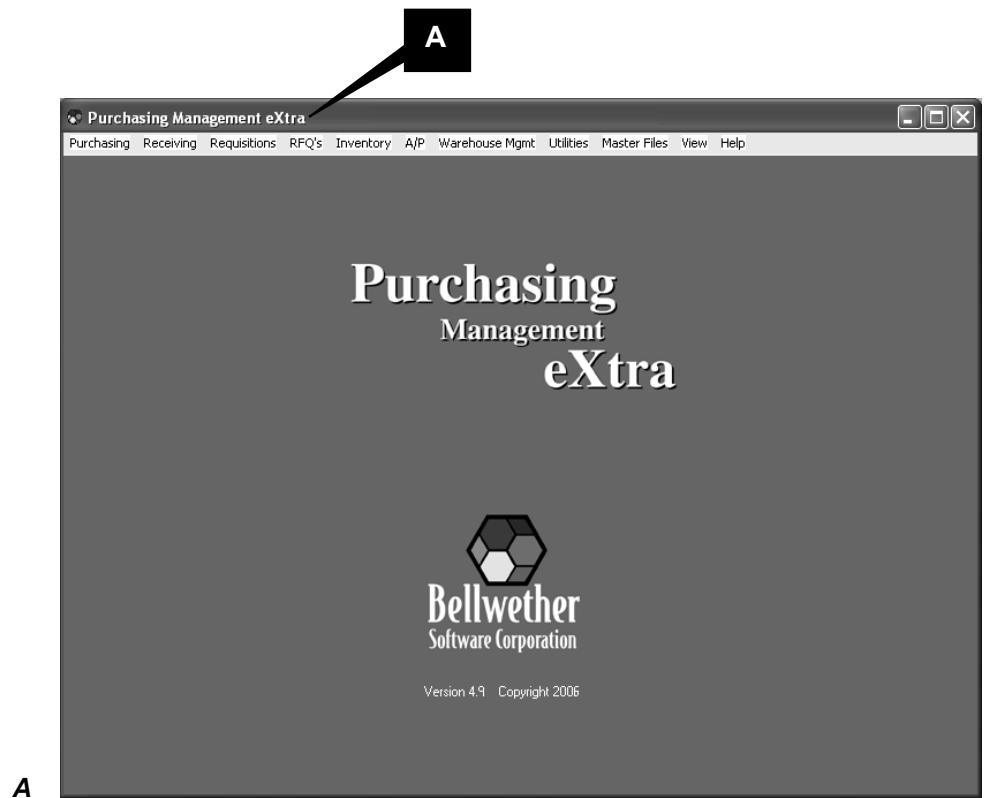 A
Purchasing Management eXtra
Purchasing Receiving Requisitions RFQ's Inventory A/P Warehouse Mgmt Utilities Master Files View Help
Purchasing
Management
eXtra
Bellwether
Software Corporation
Version 4.9 Copyright 2006
A